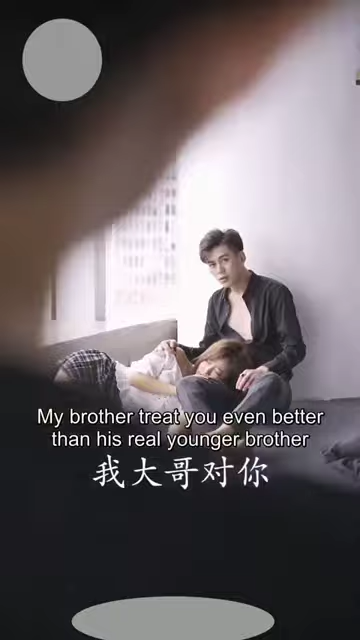 My brother treat you even better
than his real younger brother
我大哥对你